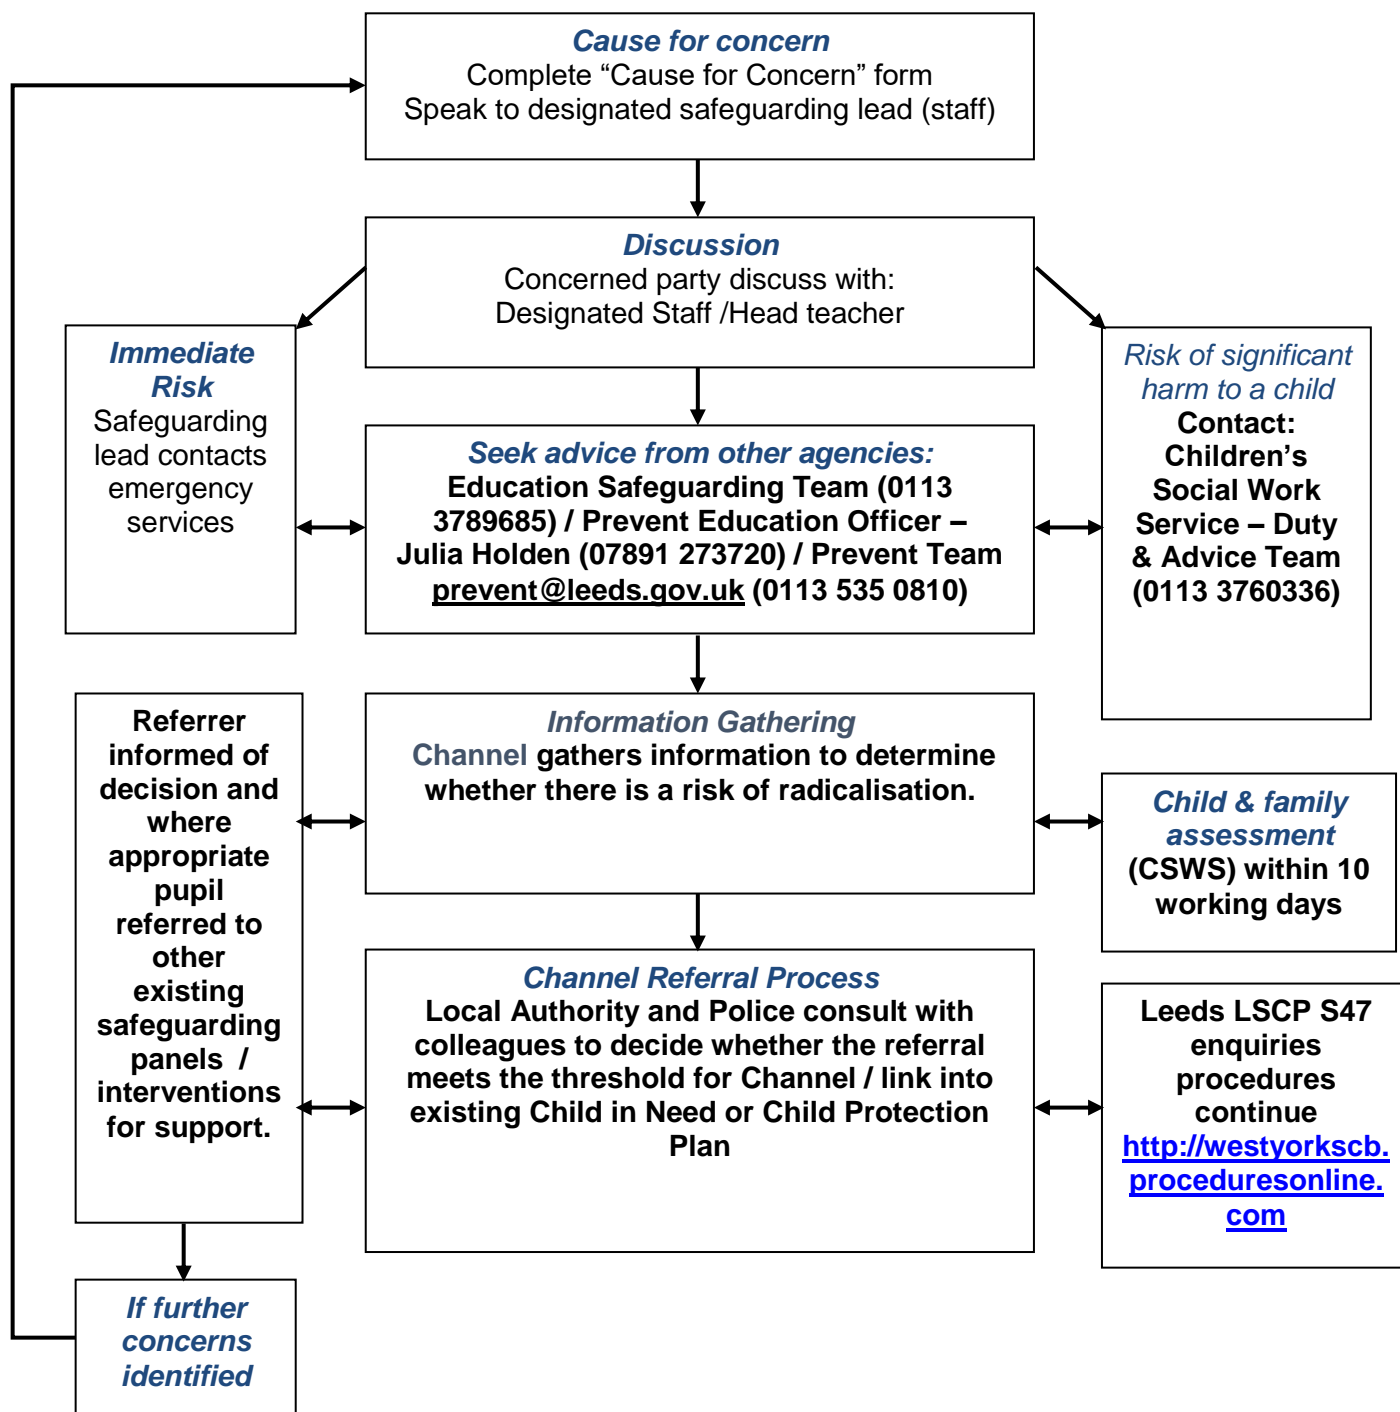 Cause for concern
Complete “Cause for Concern” form
Speak to designated safeguarding lead (staff)
Discussion
Concerned party discuss with:
Designated Staff /Head teacher
Immediate
Risk
Safeguarding
lead contacts
emergency
services
Seek advice from other agencies:
Education Safeguarding Team (0113
3789685) / Prevent Education Officer –
Julia Holden (07891 273720) / Prevent Team
prevent@leeds.gov.uk (0113 535 0810)
Risk of significant
harm to a child
Contact:
Children’s
Social Work
Service – Duty
& Advice Team
(0113 3760336)
Referrer
informed of
decision and
where
appropriate
pupil
referred to
other
existing
safeguarding
panels /
interventions
for support.
Information Gathering
Channel gathers information to determine
whether there is a risk of radicalisation.
Child & family
assessment
(CSWS) within 10
working days
Channel Referral Process
Local Authority and Police consult with
colleagues to decide whether the referral
meets the threshold for Channel / link into
existing Child in Need or Child Protection
Plan
Leeds LSCP S47
enquiries
procedures
continue
http://westyorkscb.
proceduresonline.
com
If further
concerns
identified